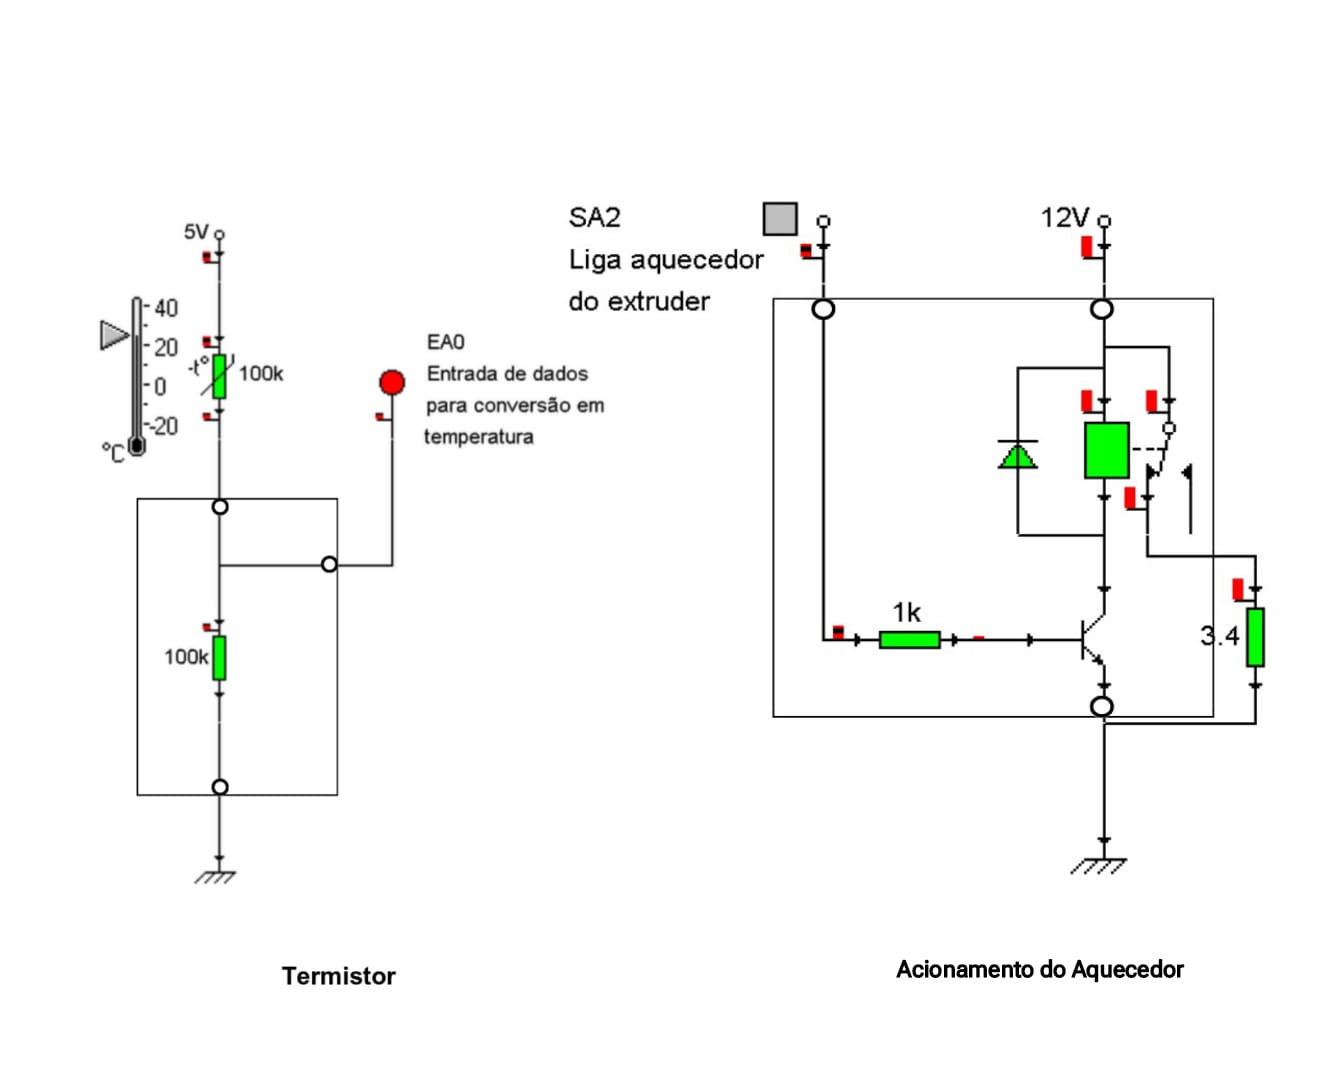 5V
40
20
0
-20
°C
-t°
100k
100k
EA0
Entrada de dados
para conversão em
temperatura
Termistor
SA2
Liga aquecedor
do extruder
12V
1k
3.4
Acionamento do Aquecedor